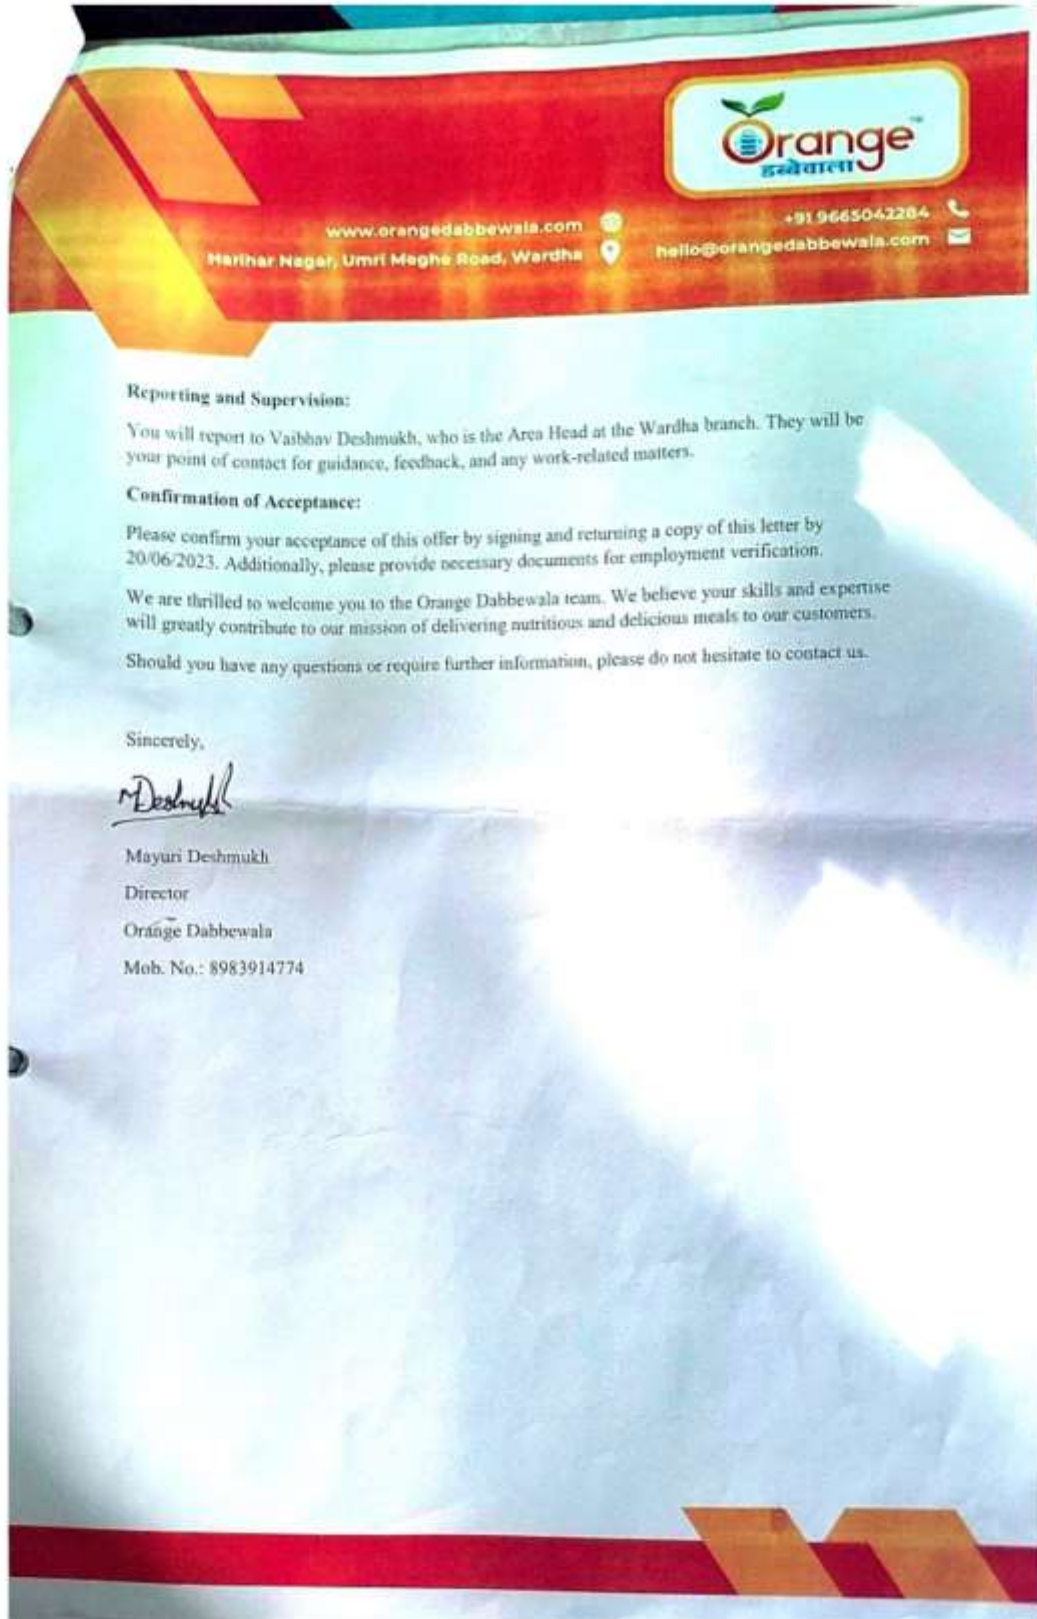 Orange™
डब्बेवाला
www.orangedabbewala.com
+91 9665042284
Harihar Nagar, Umri Meghe Road, Wardha
hello@orangedabbewala.com
Reporting and Supervision:
You will report to Vaibhav Deshmukh, who is the Area Head at the Wardha branch. They will be
your point of contact for guidance, feedback, and any work-related matters.
Confirmation of Acceptance:
Please confirm your acceptance of this offer by signing and returning a copy of this letter by
20/06/2023. Additionally, please provide necessary documents for employment verification.
We are thrilled to welcome you to the Orange Dabbewala team. We believe your skills and expertise
will greatly contribute to our mission of delivering nutritious and delicious meals to our customers.
Should you have any questions or require further information, please do not hesitate to contact us.
Sincerely,
MDeshmukh
Mayuri Deshmukh
Director
Orange Dabbewala
Mob. No.: 8983914774